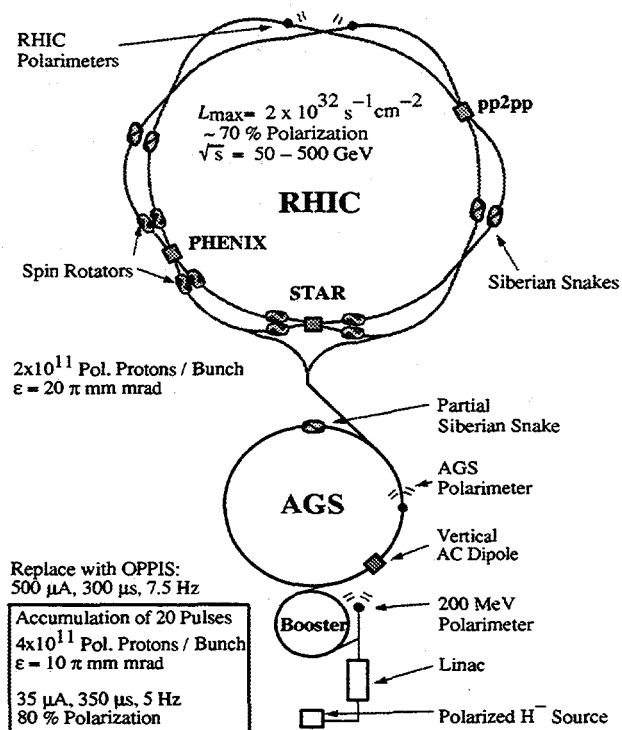 RHIC
Polarimeters
Lmax= 2 x 10^32 s^-1 cm^-2
~ 70 % Polarization
√s = 50 – 500 GeV
pp2pp
RHIC
PHENIX
Spin Rotators
STAR
Siberian Snakes
2x10^11 Pol. Protons / Bunch
ε = 20 π mm mrad
Partial
Siberian Snake
AGS
AGS
Polarimeter
Vertical
AC Dipole
Replace with OPPIS:
500 μA, 300 μs, 7.5 Hz
Accumulation of 20 Pulses
4x10^11 Pol. Protons/Bunch
ε = 10 π mm mrad
35 μA, 350 μs, 5 Hz
80 % Polarization
Booster
200 MeV
Polarimeter
Linac
Polarized H^– Source